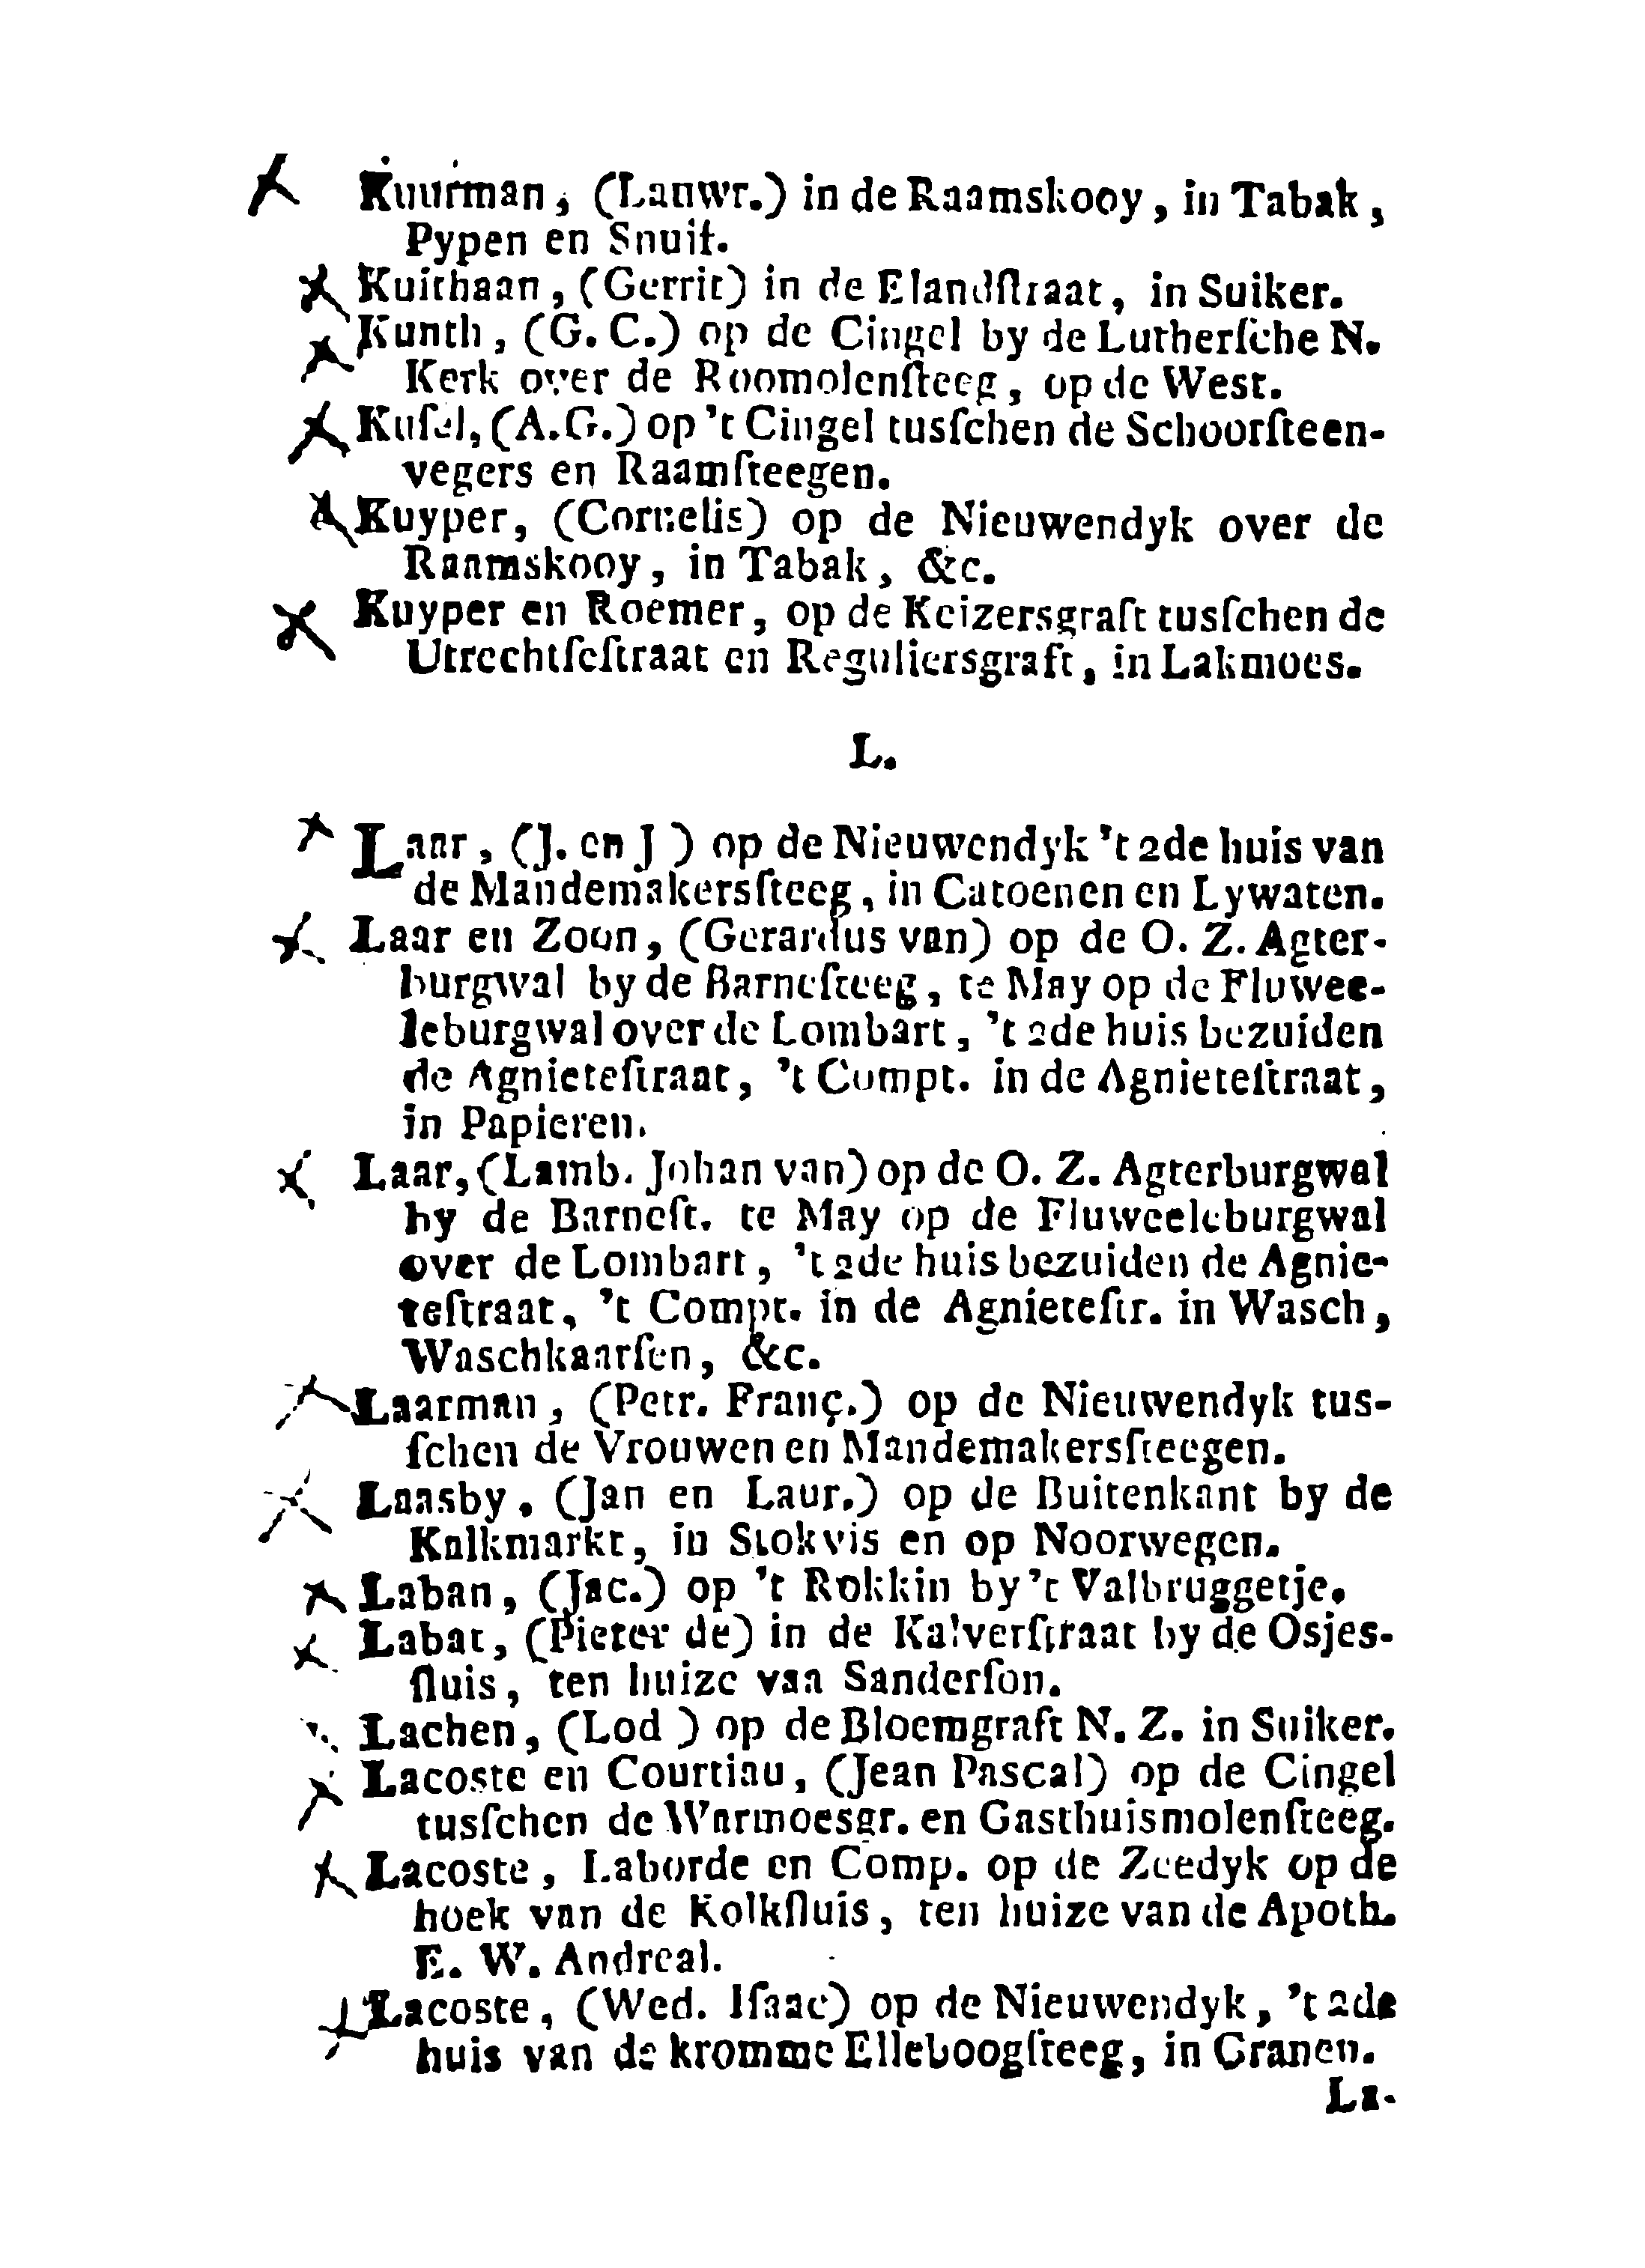 Kuurman, (Lauwr.) in de Raamskooy, in Tabak,
Pypen en Snuif.
Kuithaan, (Gerrit) in de Elandſtraat, in Suiker.
Kunth, (G. C.) op de Cingel by de Lutherſche N.
Kerk over de Roomolenſteeg, op de West.
Kuſel, (A.G.) op 't Cingel tusſchen de Schoorſteen-
vegers en Raamſteegen.
Kuyper, (Cornelis) op de Nieuwendyk over de
Raamskooy, in Tabak, &c.
Kuyper en Roemer, op de Keizersgraft tusſchen de
Utrechtſeſtraat en Reguliersgraft, in Lakmoes.
L.
Laar, (J. en J ) op de Nieuwendyk 't 2de huis van
de Mandemakersſteeg, in Catoenen en Lywaten.
Laar en Zoon, (Gerardus van) op de O. Z. Agter-
burgwal by de Barneſteeg, te May op de Fluwee-
leburgwal over de Lombart, 't 2de huis bezuiden
de Agnieteſtraat, 't Compt. in de Agnieteſtraat,
in Papieren.
Laar, (Lamb. Johan van) op de O. Z. Agterburgwal
by de Barneſt. te May op de Fluweeleburgwal
over de Lombart, 't 2de huis bezuiden de Agnie-
teſtraat, 't Compt. in de Agnieteſtr. in Wasch,
Waschkaarſen, &c.
Laarman, (Petr. Franç.) op de Nieuwendyk tus-
ſchen de Vrouwen en Mandemakersſteegen.
Laasby, (Jan en Laur.) op de Buitenkant by de
Kalkmarkt, in Stokvis en op Noorwegen.
Laban, (Jac.) op 't Rokkin by 't Valbruggetje.
Labat, (Pieter de) in de Kalverſtraat by de Osjes-
ſluis, ten huize van Sanderſon.
Lachen, (Lod ) op de Bloemgraft N. Z. in Suiker.
Lacoste en Courtiau, (Jean Pascal) op de Cingel
tusſchen de Warmoesgr. en Gasthuismolenſteeg.
Lacoste, Laborde en Comp. op de Zeedyk op de
hoek van de Kolkſluis, ten huize van de Apoth.
E. W. Andreal.
Lacoste, (Wed. Iſaac) op de Nieuwendyk, 't 2de
huis van de kromme Elleboogſteeg, in Granen.
La-